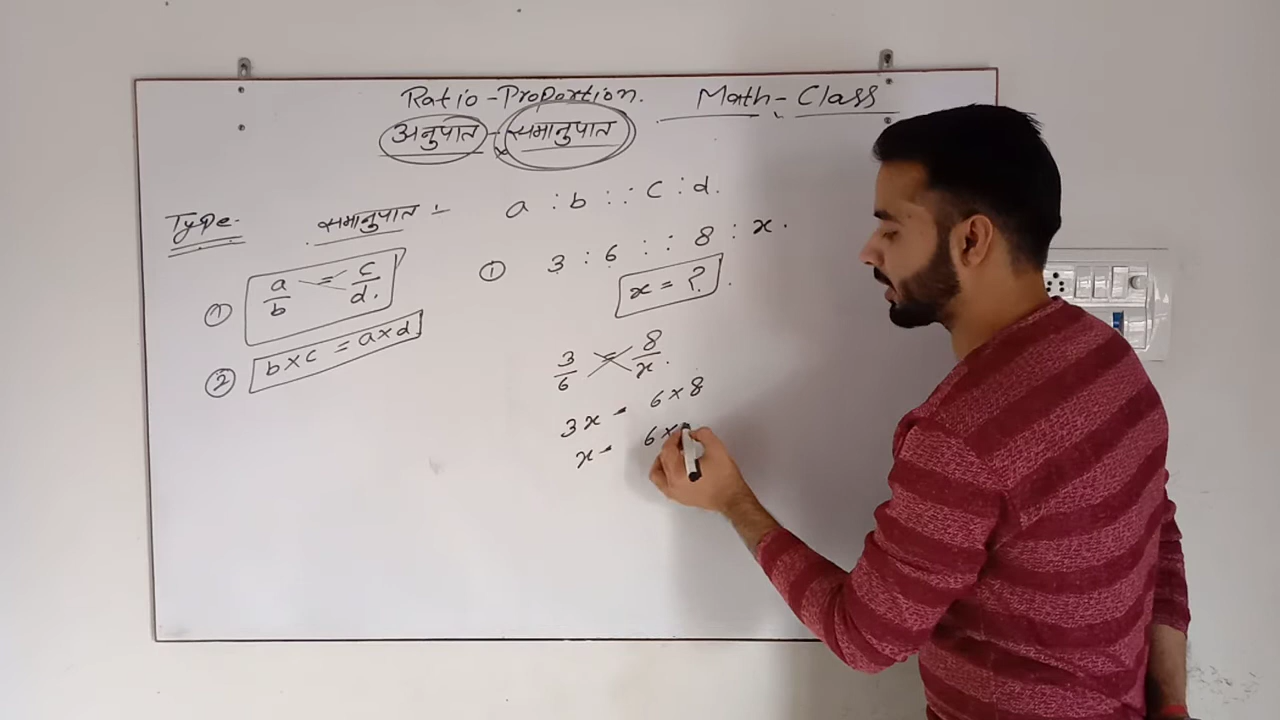 Ratio-Proportion.
Math-Class
अनुपात - समानुपात
Type.
समानुपात :-
a : b : : c : d.
① a/b = c/d.
② b×c = a×d
① 3 : 6 : : 8 : x.
x = ?
3/6 = 8/x.
3x = 6×8
x = 6×